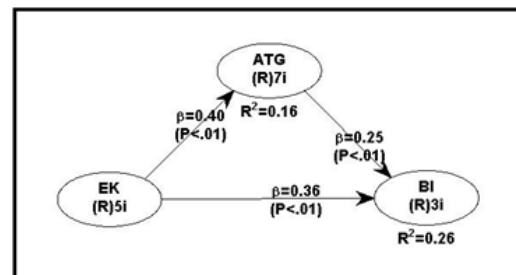 ATG
(R)7i
R²=0.16
β=0.40
(P<.01)
β=0.25
(P<.01)
EK
(R)5i
β=0.36
(P<.01)
BI
(R)3i
R²=0.26